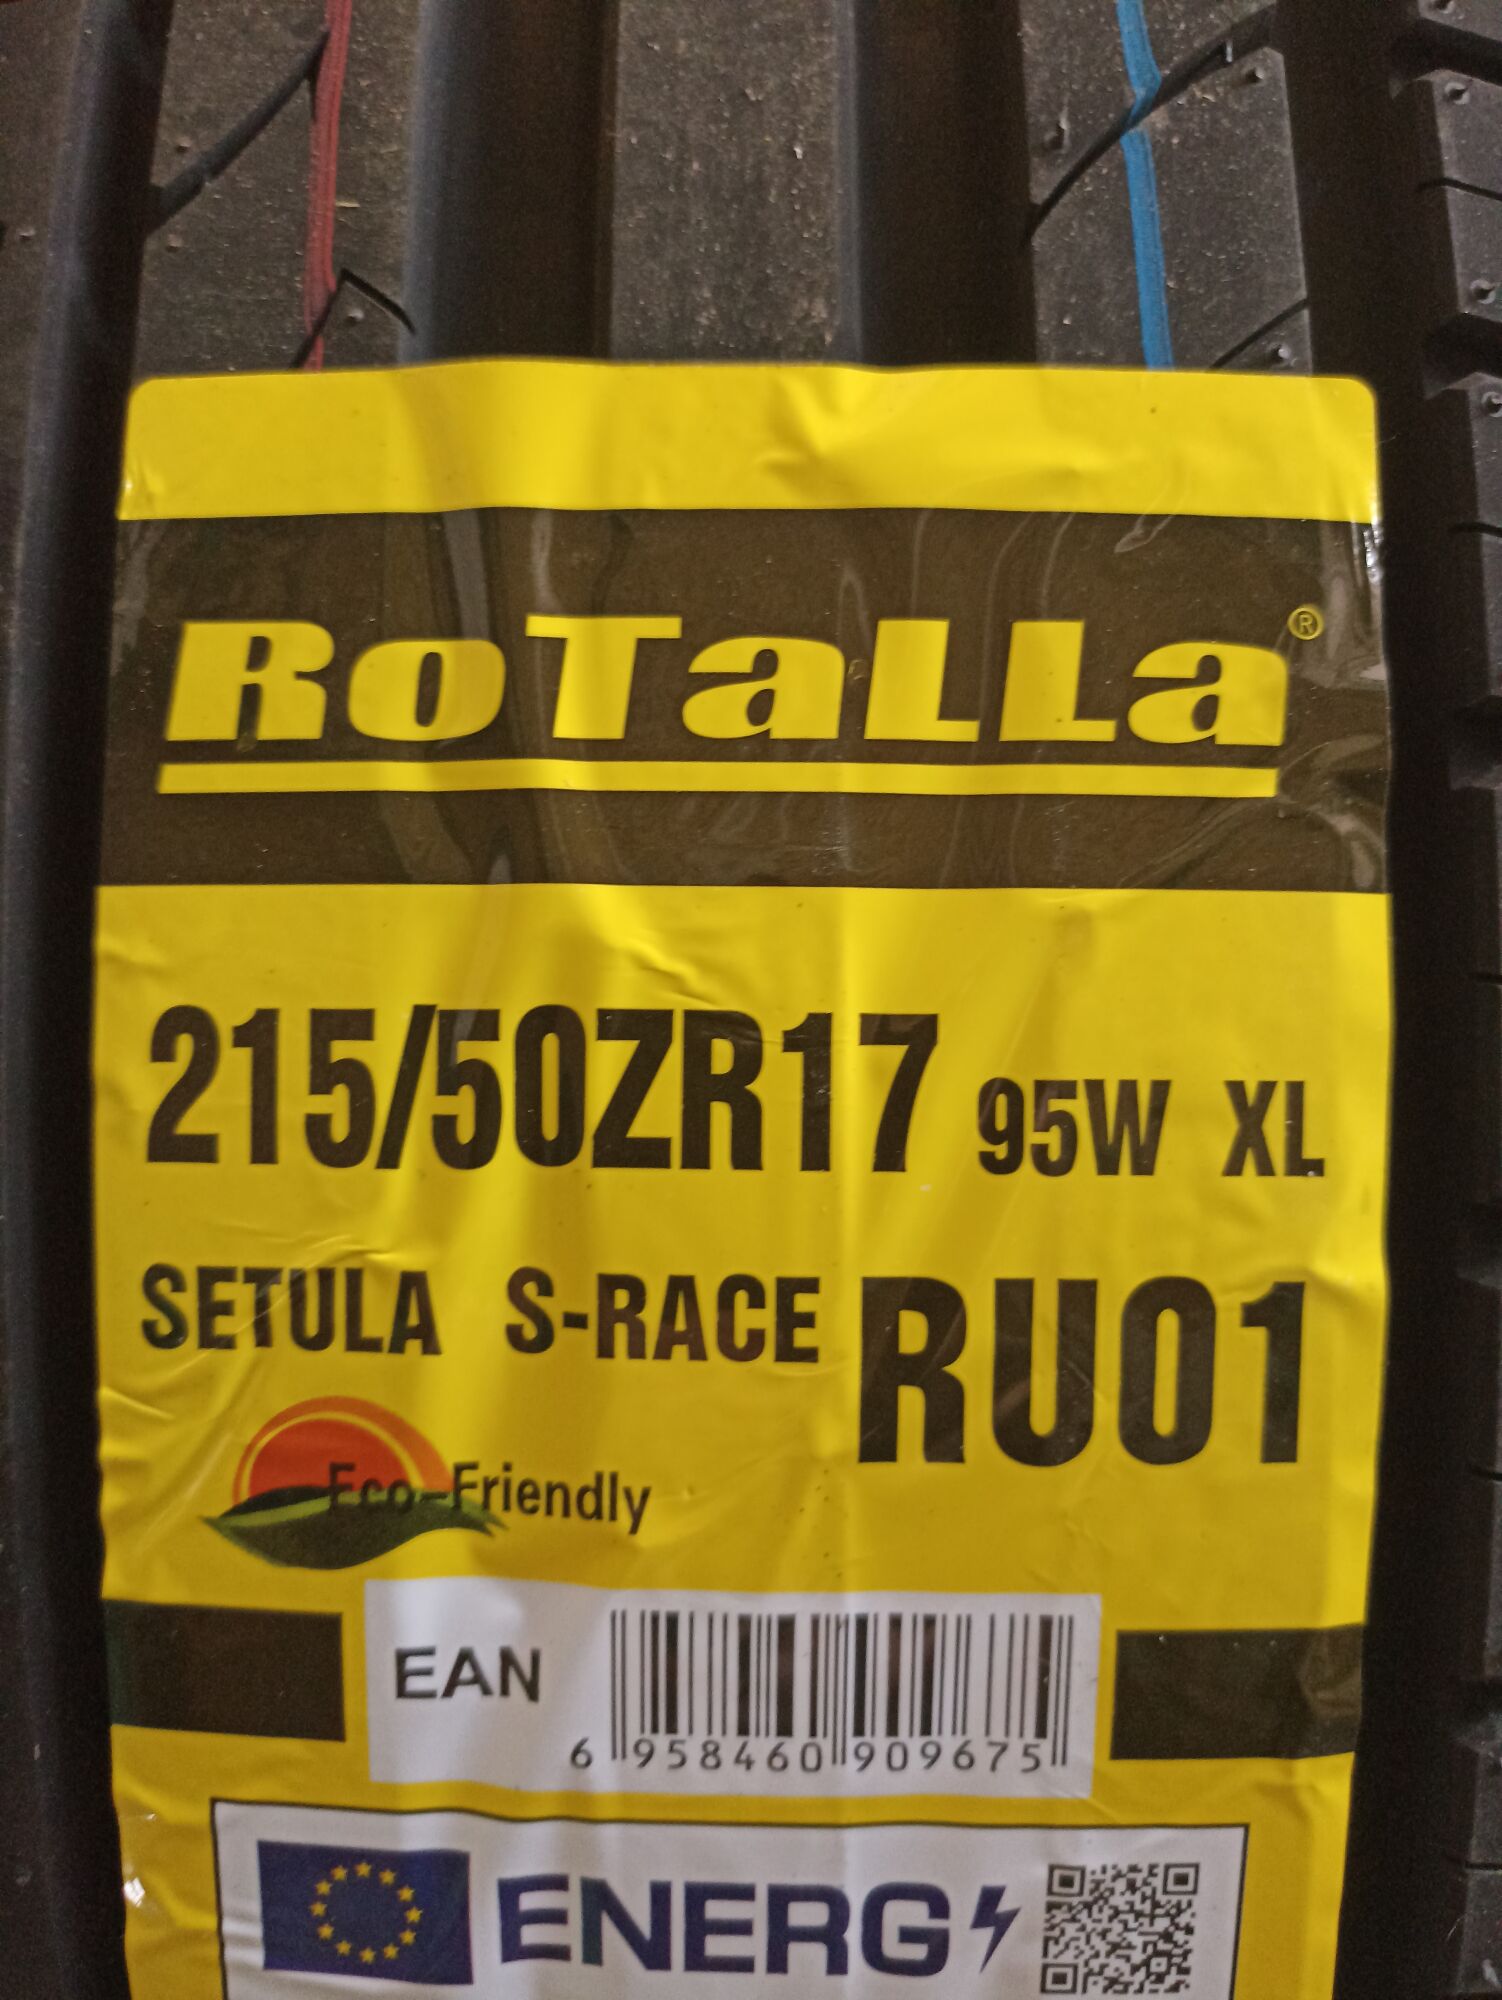 RoTaLLa®
215/50ZR17 95W XL
SETULA S-RACE RU01
Eco-Friendly
EAN
6 958460 909675
ENERG